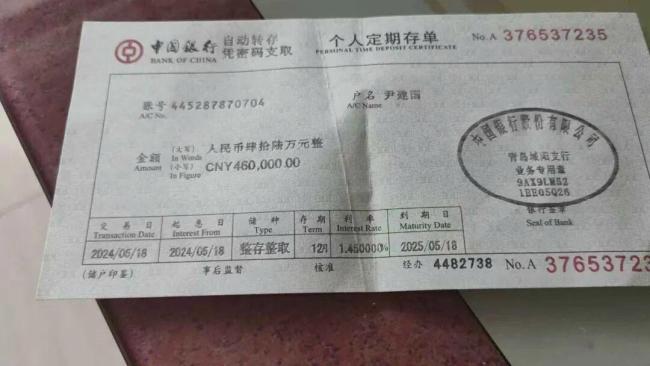 中国银行 自动转存 个人定期存单 No.A 376537235
BANK OF CHINA 凭密码支取 PERSONAL TIME DEPOSIT CERTIFICATE
账号 445287870704 户名 尹建国
A/C No. A/C Name
金额 (大写) 人民币肆拾陆万元整
Amount In Words
(小写) CNY460,000.00
In Figure
中国银行股份有限公司
青岛城阳支行
业务专用章
9AX9LM52
1BE05Q26
银行签章
Seal of Bank
交易日 起息日 储种 存期 利率 到期日
Transaction Date Interest From Type Term Interest Rate Maturity Date
2024/05/18 2024/05/18 整存整取 12月 1.450000% 2025/05/18
(储户印签) 事后监督 核准 经办 4482738 No.A 37653723